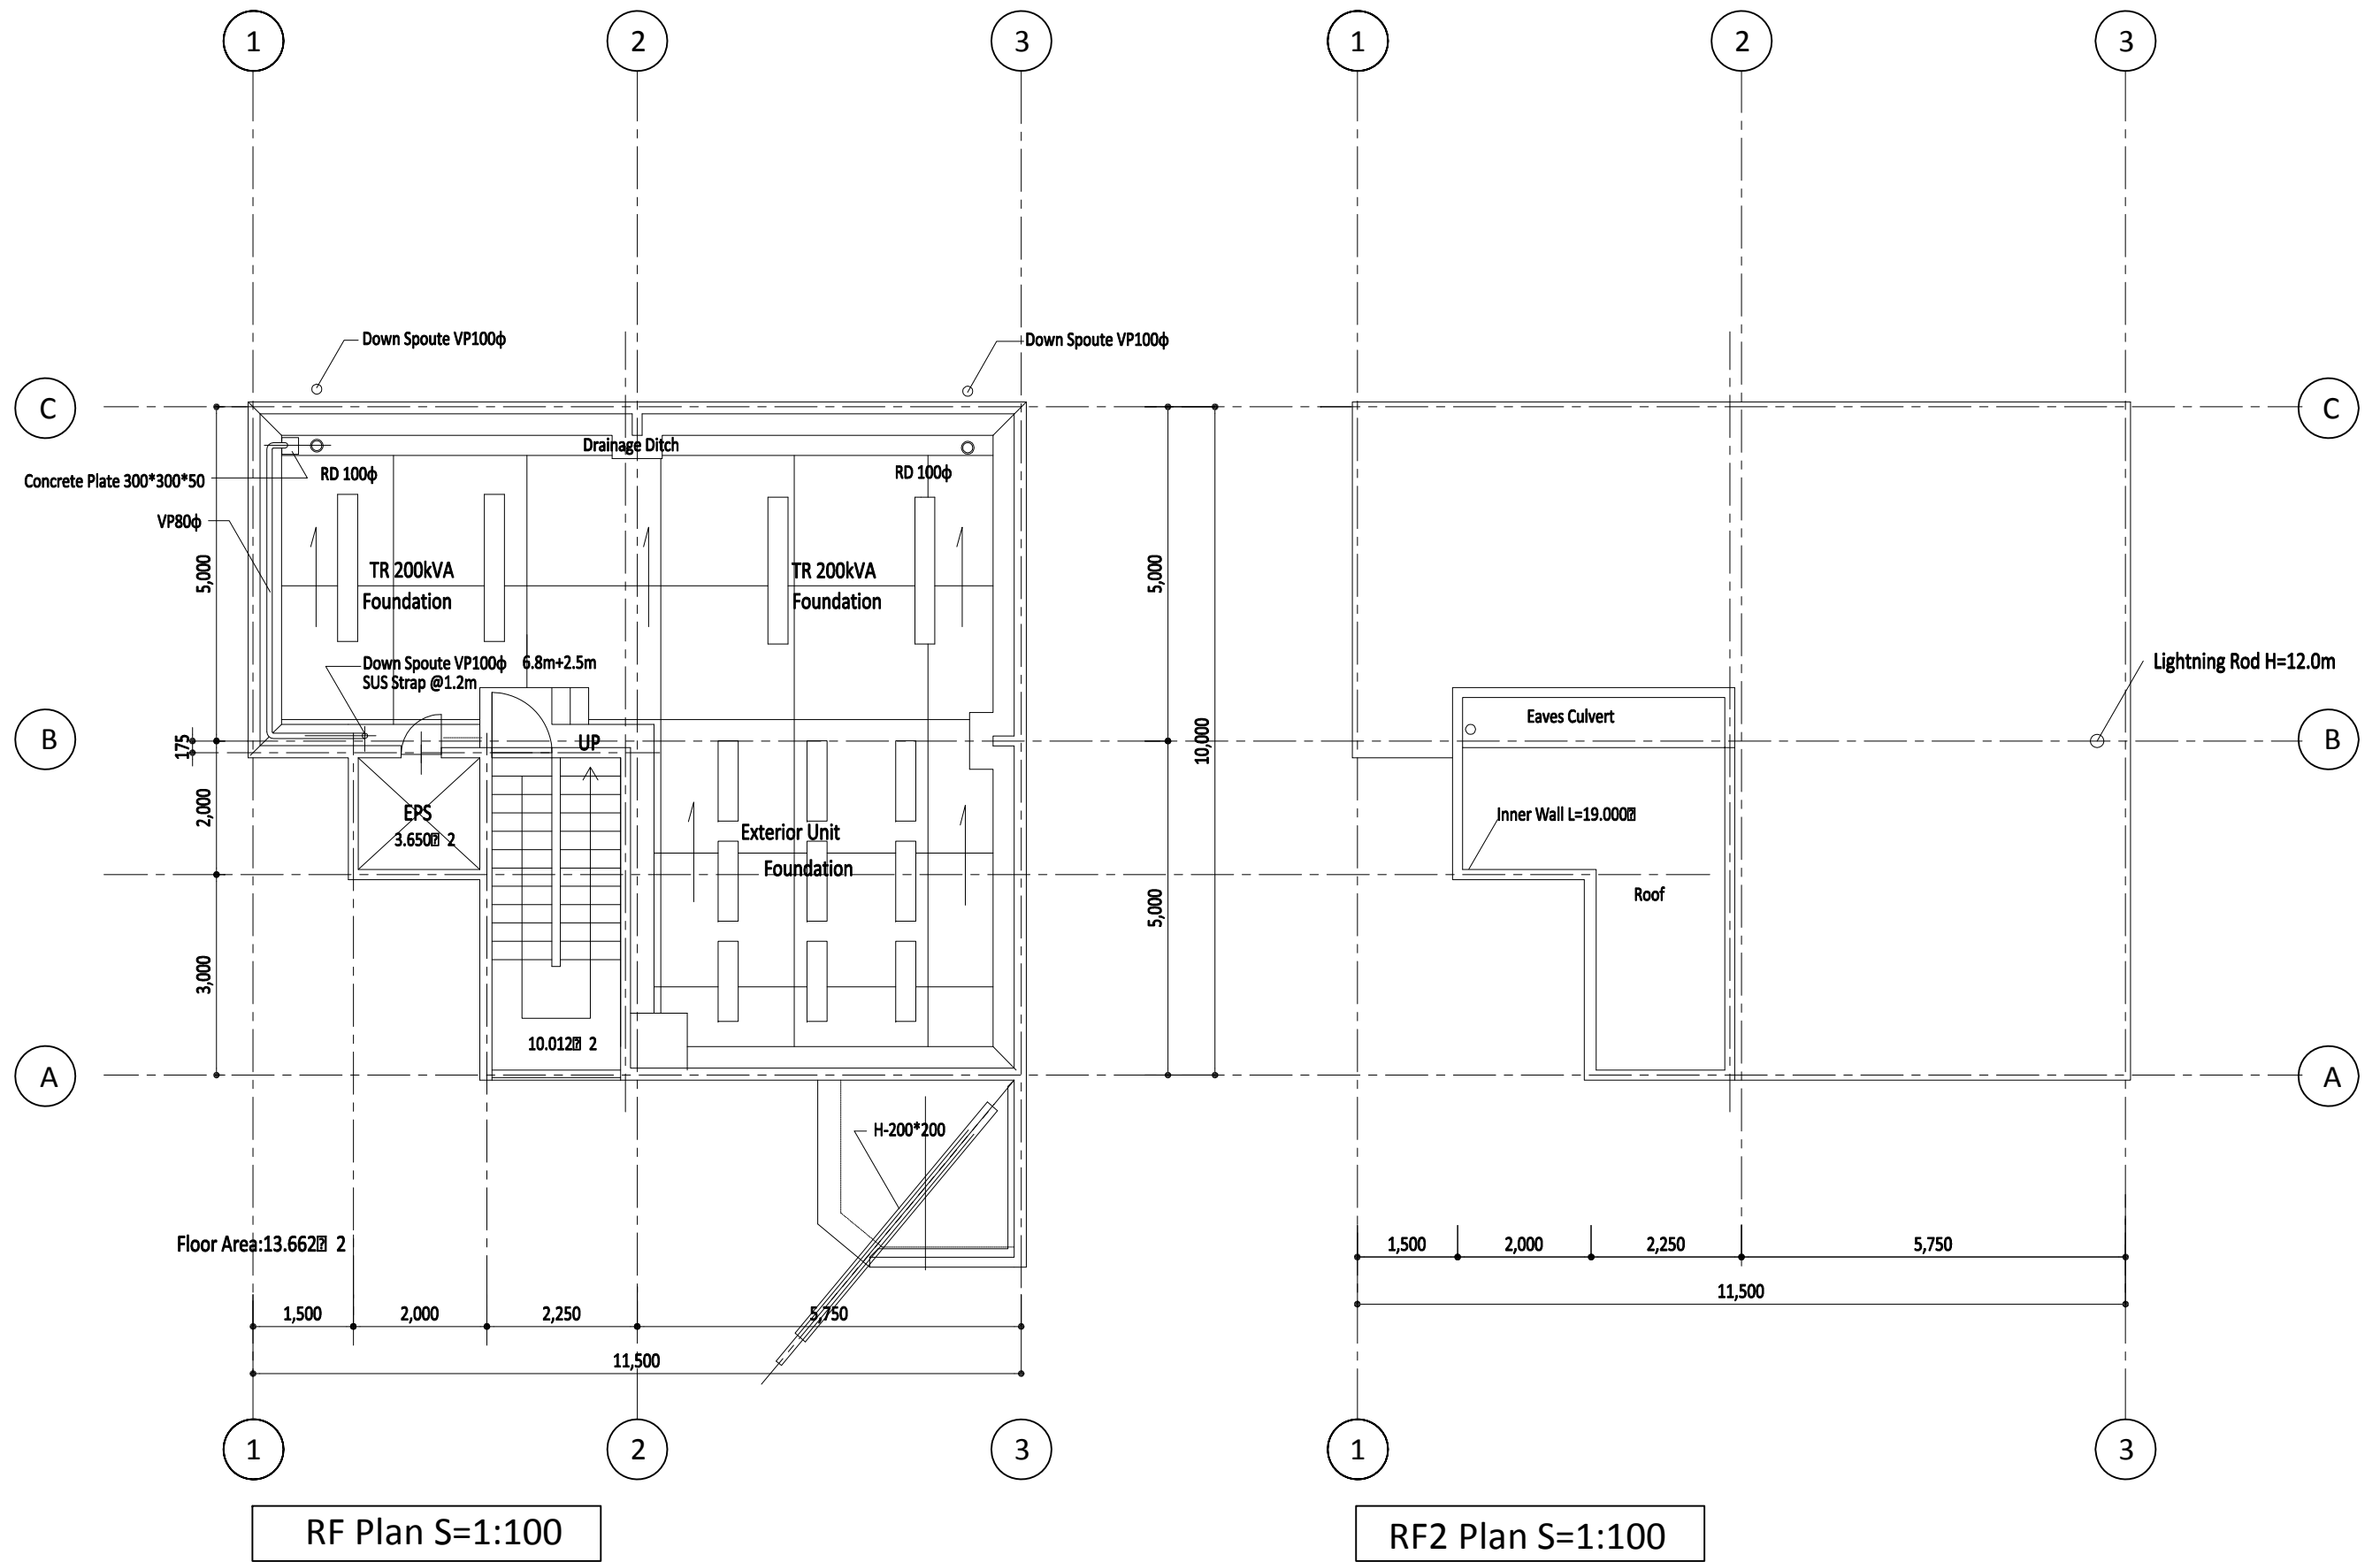 1
2
3
1
2
3
Down Spoute VP100ϕ
Down Spoute VP100ϕ
C
C
Drainage Ditch
Concrete Plate 300*300*50
RD 100ϕ
RD 100ϕ
VP80ϕ
5,000
TR 200kVA
Foundation
TR 200kVA
Foundation
5,000
Down Spoute VP100ϕ 6.8m+2.5m
SUS Strap @1.2m
Lightning Rod H=12.0m
Eaves Culvert
B
175
UP
10,000
B
2,000
EPS
3.650 2
Exterior Unit
Foundation
Inner Wall L=19.000
5,000
Roof
3,000
10.012 2
A
A
H-200*200
Floor Area:13.662 2
1,500
2,000
2,250
5,750
11,500
1,500
2,000
2,250
5,750
11,500
1
2
3
1
3
RF Plan S=1:100
RF2 Plan S=1:100